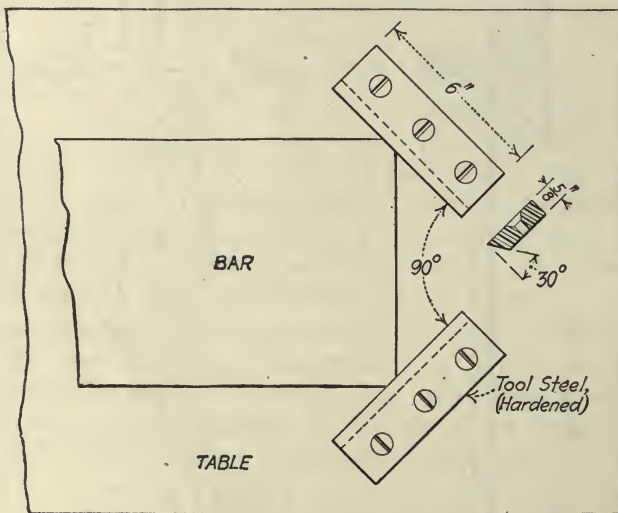 6"
5/8"
30°
BAR
90°
Tool Steel,
(Hardened)
TABLE